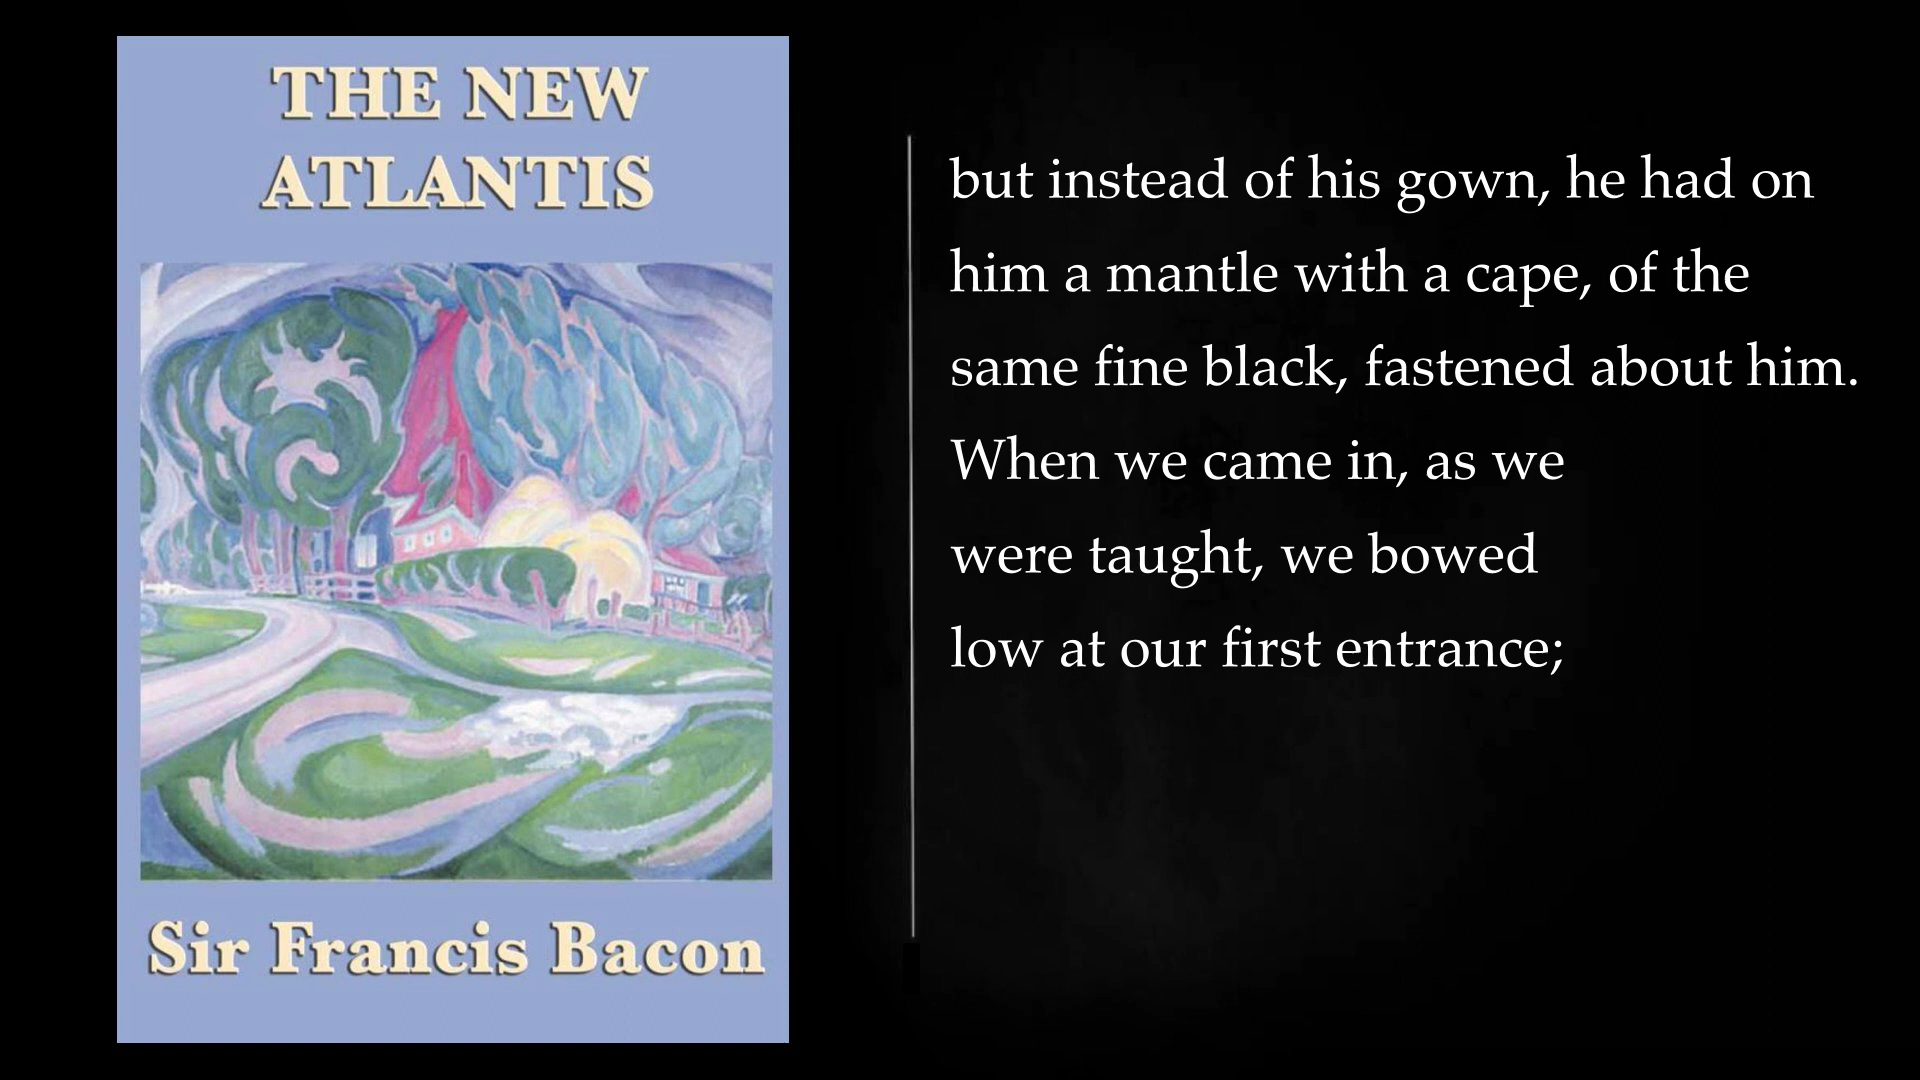 THE NEW
ATLANTIS
Sir Francis Bacon
but instead of his gown, he had on
him a mantle with a cape, of the
same fine black, fastened about him.
When we came in, as we
were taught, we bowed
low at our first entrance;